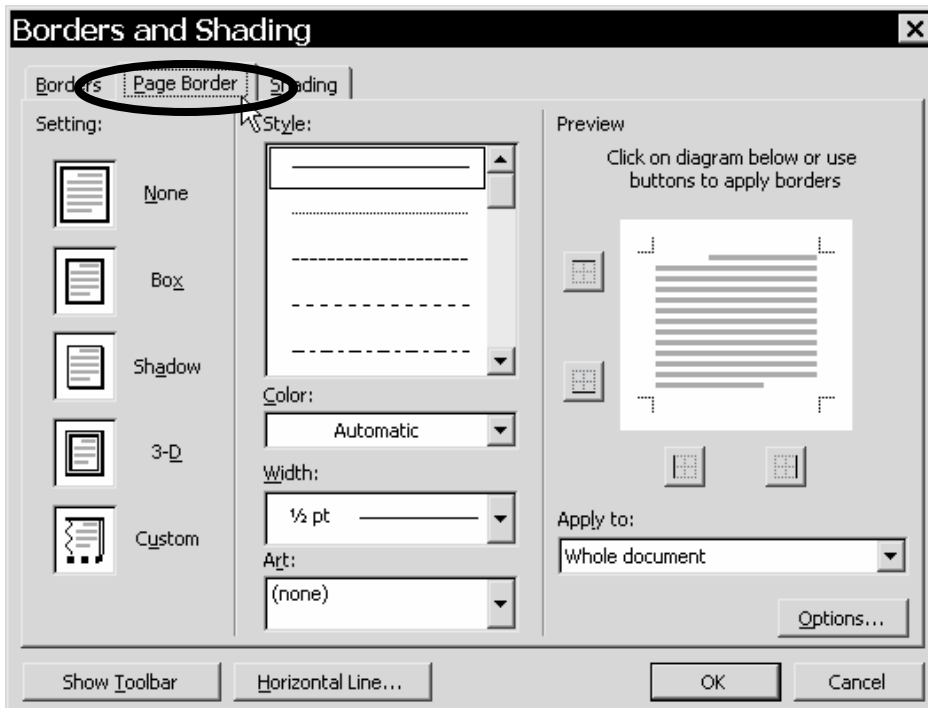 Borders and Shading
Borders
Page Border
Shading
Setting:
None
Box
Shadow
3-D
Custom
Style:
Color:
Automatic
Width:
½ pt
Art:
(none)
Preview
Click on diagram below or use
buttons to apply borders
Apply to:
Whole document
Options...
Show Toolbar
Horizontal Line...
OK
Cancel